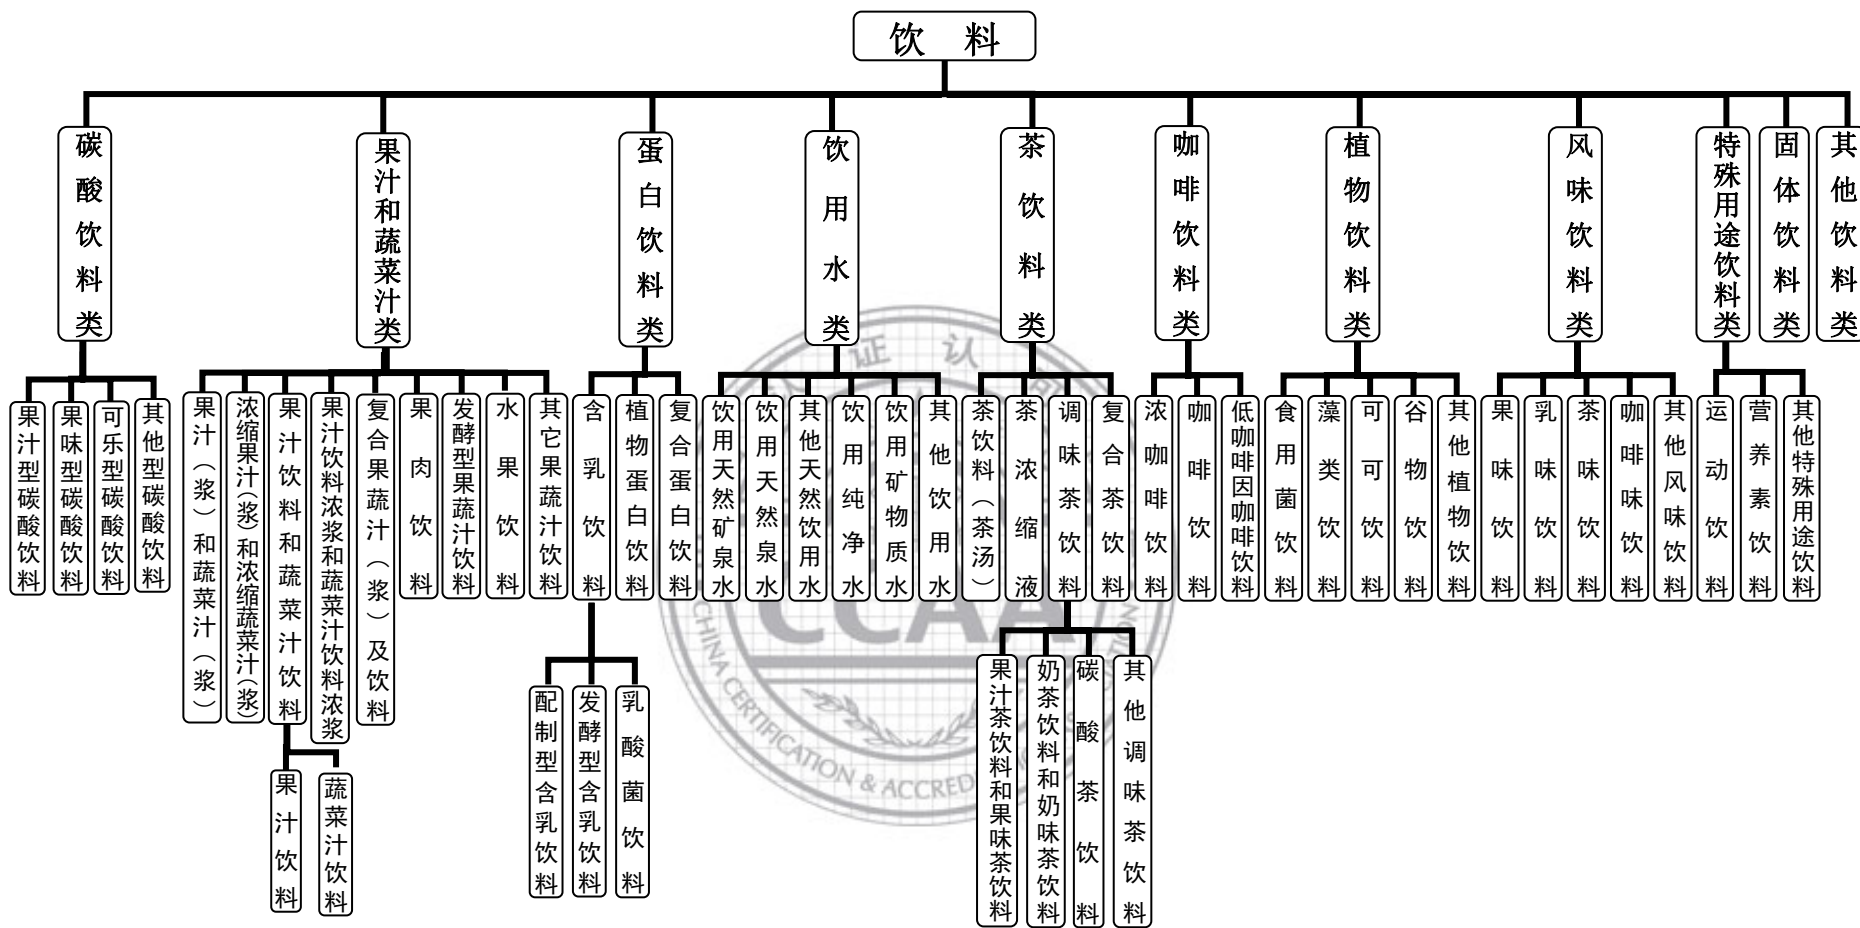 饮 料
碳酸饮料类
果汁和蔬菜汁类
蛋白饮料类
饮用水类
茶饮料类
咖啡饮料类
植物饮料类
风味饮料类
特殊用途饮料类
固体饮料类
其他饮料类
果汁型碳酸饮料
果味型碳酸饮料
可乐型碳酸饮料
其他型碳酸饮料
果汁（浆）和蔬菜汁（浆）
浓缩果汁（浆）和浓缩蔬菜汁（浆）
果汁饮料和蔬菜汁饮料
果汁饮料浓浆和蔬菜汁饮料浓浆
复合果蔬汁（浆）及饮料
果肉饮料
发酵型果蔬汁饮料
水果饮料
其它果蔬汁饮料
含乳饮料
植物蛋白饮料
复合蛋白饮料
饮用天然矿泉水
饮用天然泉水
其他天然饮用水
饮用纯净水
饮用矿物质水
其他饮用水
茶饮料（茶汤）
茶浓缩液
调味茶饮料
复合茶饮料
浓咖啡饮料
咖啡饮料
低咖啡因咖啡饮料
食用菌饮料
藻类饮料
可可饮料
谷物饮料
其他植物饮料
果味饮料
乳味饮料
茶味饮料
咖啡味饮料
其他风味饮料
运动饮料
营养素饮料
其他特殊用途饮料
果汁饮料
蔬菜汁饮料
配制型含乳饮料
发酵型含乳饮料
乳酸菌饮料
果汁茶饮料和果味茶饮料
奶茶饮料和奶味茶饮料
碳酸茶饮料
其他调味茶饮料
证 认
CCAA
CHINA CERTIFICATION & ACCRED